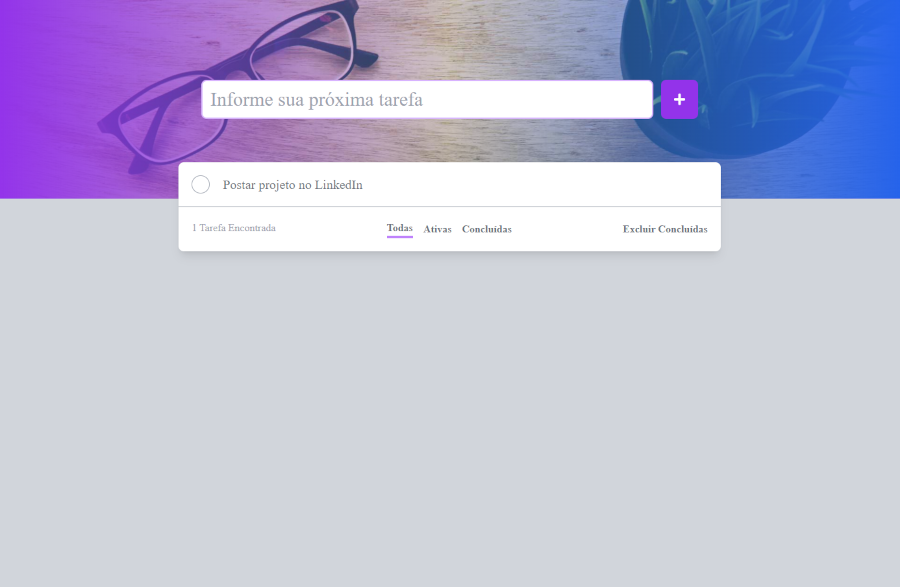 Informe sua próxima tarefa
+
Postar projeto no LinkedIn
1 Tarefa Encontrada
Todas Ativas Concluídas Excluir Concluídas